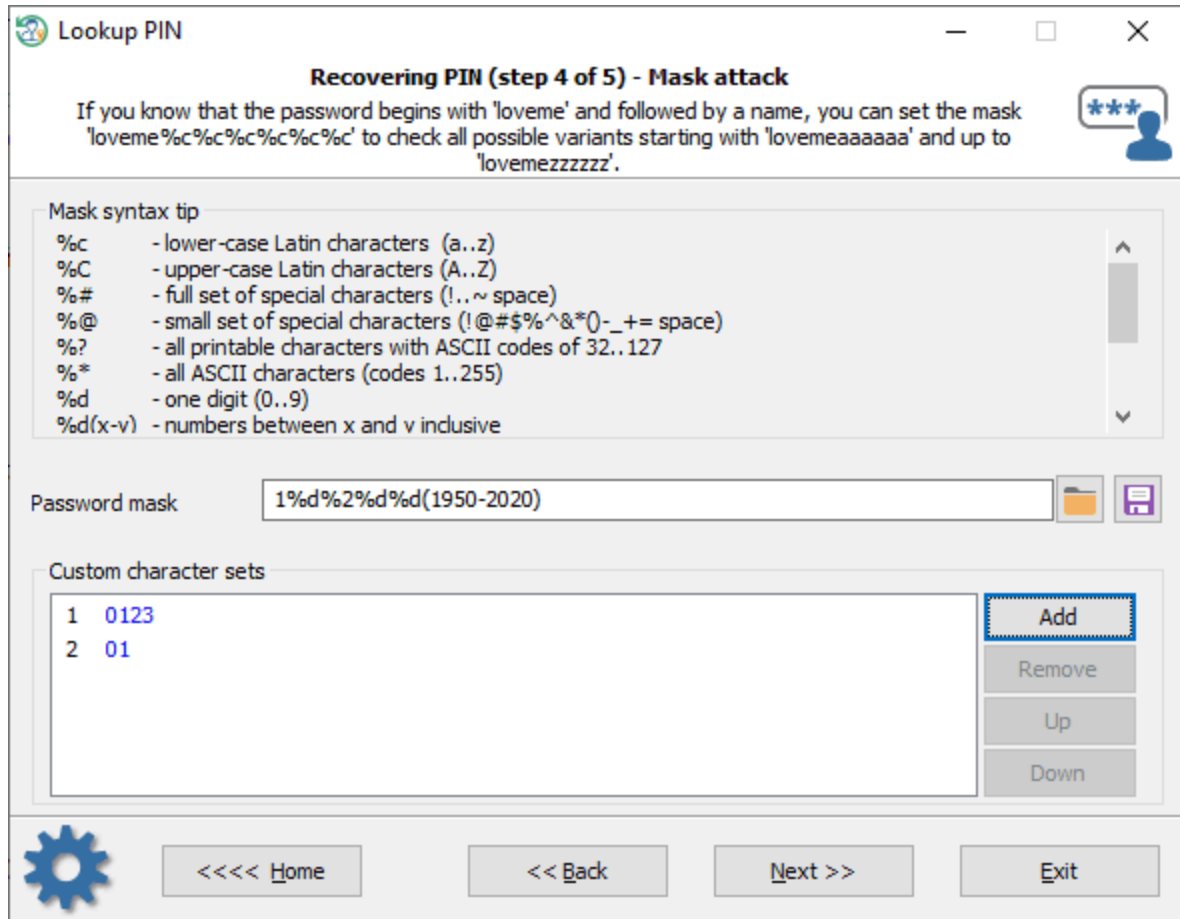 Lookup PIN
Recovering PIN (step 4 of 5) - Mask attack
If you know that the password begins with 'loveme' and followed by a name, you can set the mask
'loveme%c%c%c%c%c%c' to check all possible variants starting with 'lovemeaaaaaa' and up to
'lovemezzzzzz'.
***
Mask syntax tip
%c - lower-case Latin characters (a..z)
%C - upper-case Latin characters (A..Z)
%# - full set of special characters (!..~ space)
%@ - small set of special characters (!@#$%^&*()-_+= space)
%? - all printable characters with ASCII codes of 32..127
%* - all ASCII characters (codes 1..255)
%d - one digit (0..9)
%d(x-y) - numbers between x and y inclusive
Password mask 1%d%2%d%d(1950-2020)
Custom character sets
1 0123
2 01
Add
Remove
Up
Down
<<<< Home
<< Back
Next >>
Exit